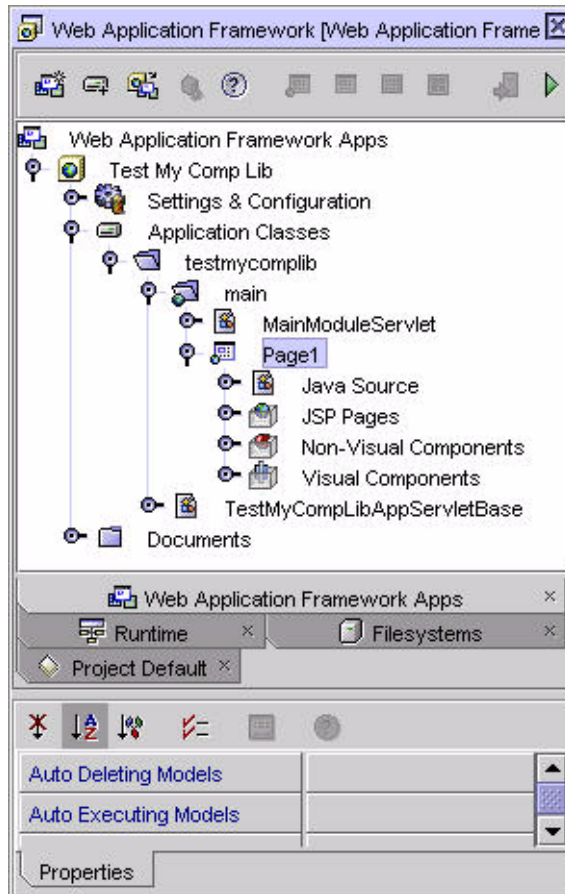 Web Application Framework [Web Application Frame
Web Application Framework Apps
Test My Comp Lib
Settings & Configuration
Application Classes
testmycomplib
main
MainModuleServlet
Page1
Java Source
JSP Pages
Non-Visual Components
Visual Components
TestMyCompLibAppServletBase
Documents
Web Application Framework Apps
Runtime
Filesystems
Project Default
Auto Deleting Models
Auto Executing Models
Properties